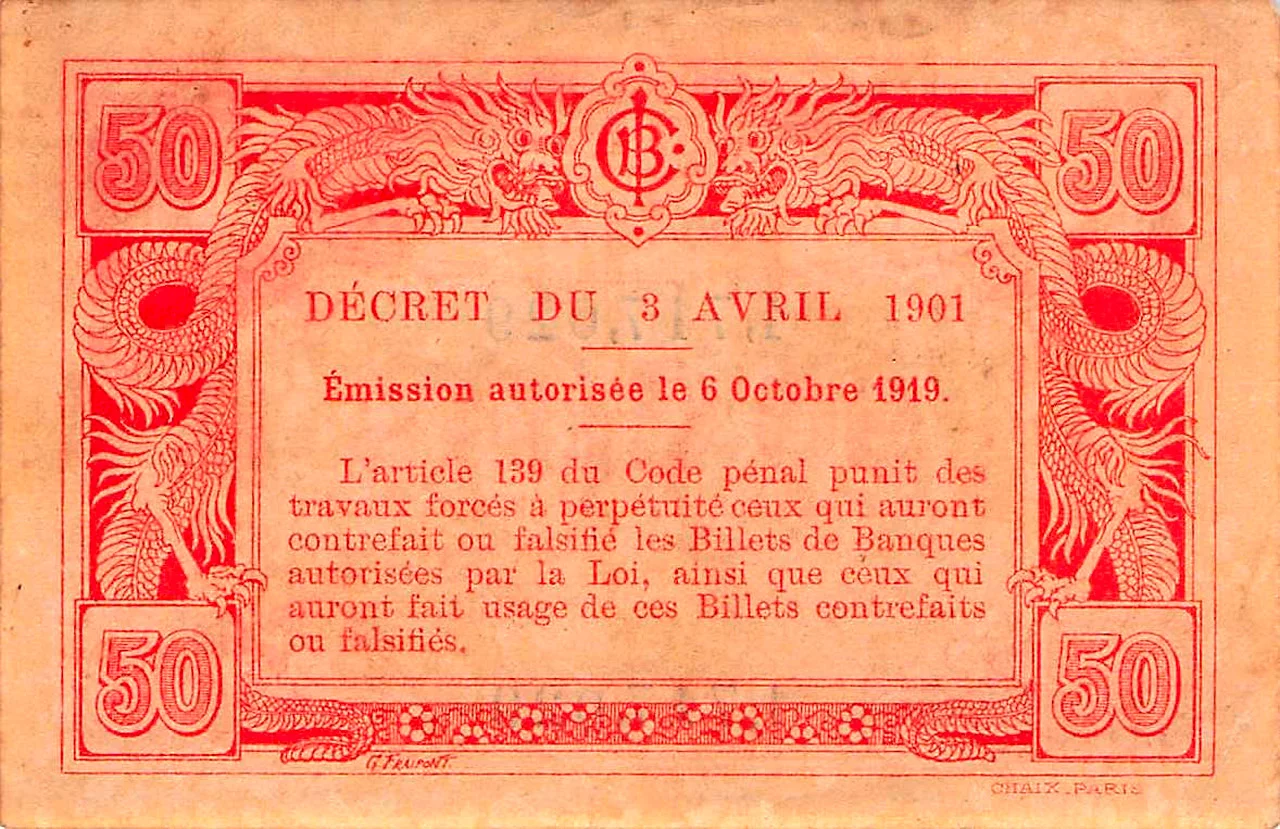 50 BIC 50
DÉCRET DU 3 AVRIL 1901
Émission autorisée le 6 Octobre 1919.
L'article 139 du Code pénal punit des
travaux forcés à perpétuité ceux qui auront
contrefait ou falsifié les Billets de Banques
autorisées par la Loi, ainsi que ceux qui
auront fait usage de ces Billets contrefaits
ou falsifiés.
50 50
G. FRAIPONT.
CHAIX_PARIS